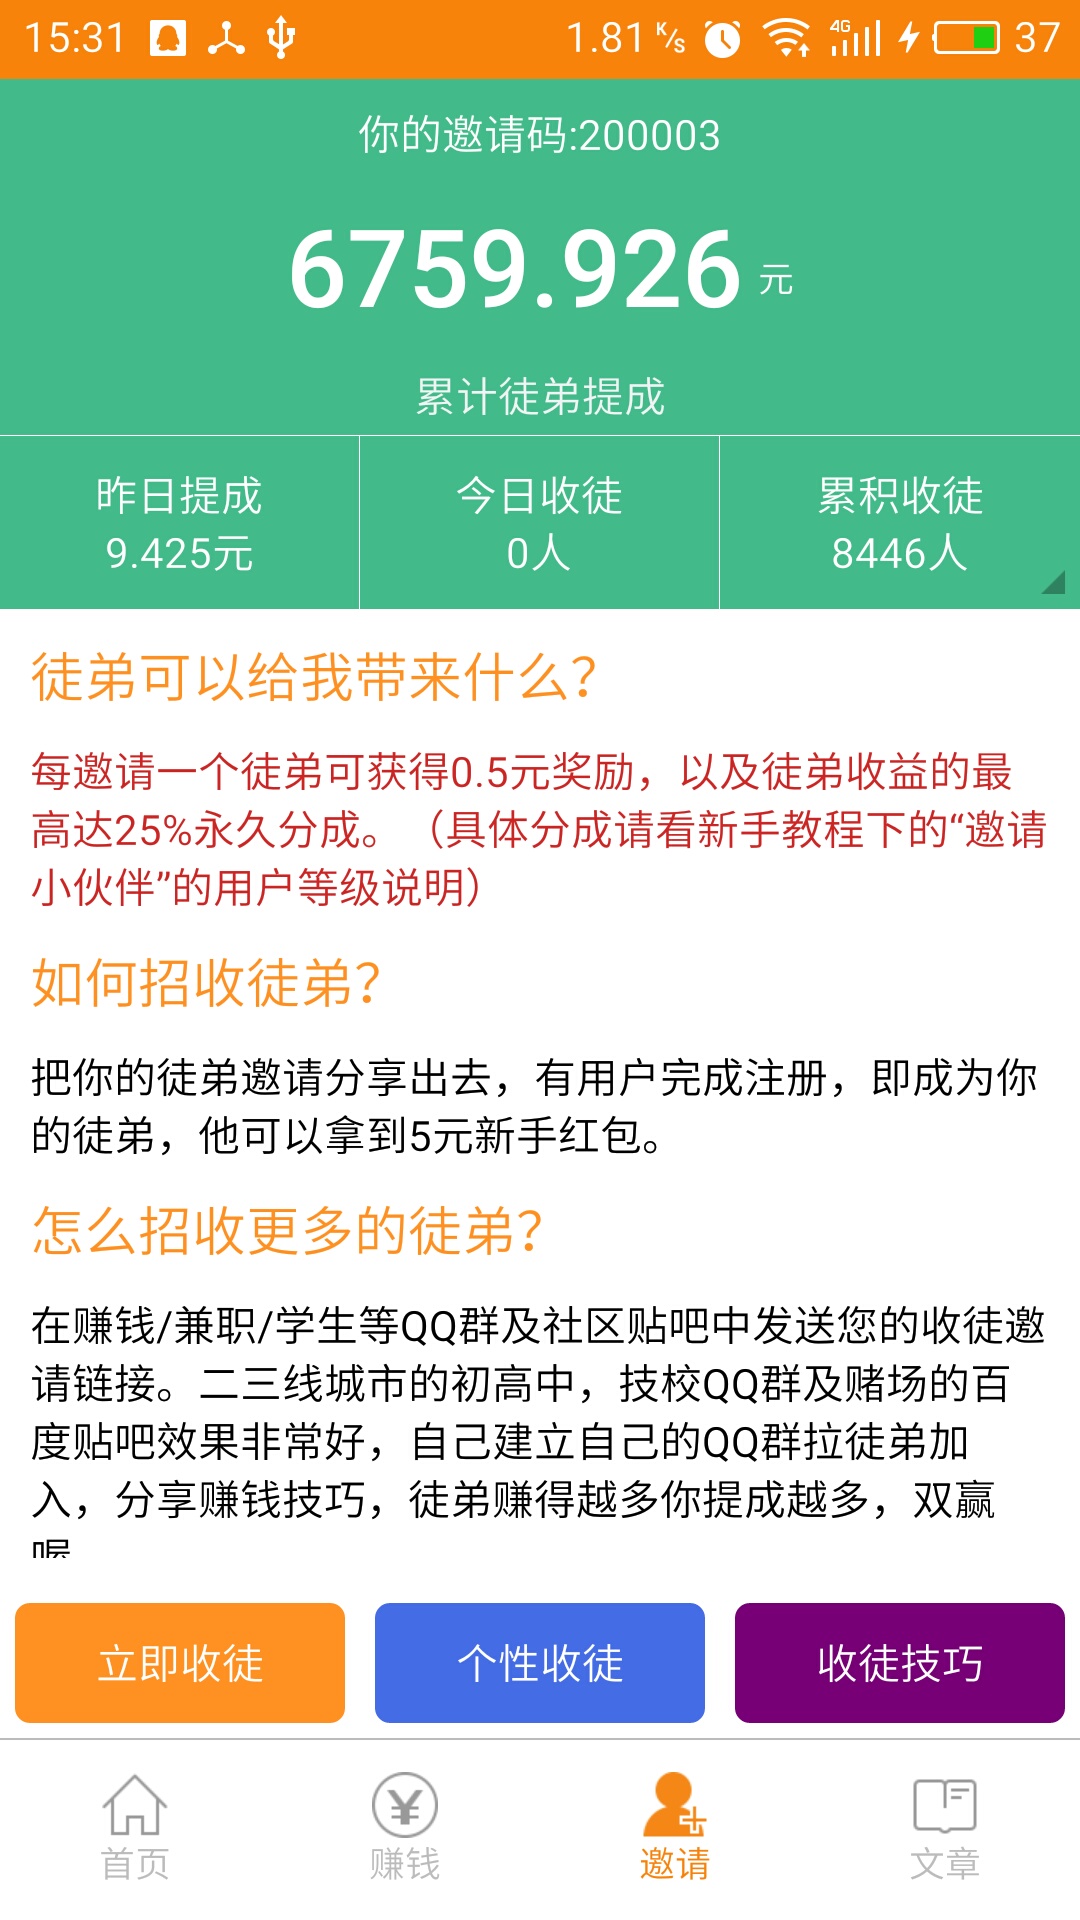 15:31 1.81 K/s 4G 37
你的邀请码:200003
6759.926 元
累计徒弟提成
昨日提成 今日收徒 累积收徒
9.425元 0人 8446人
徒弟可以给我带来什么？
每邀请一个徒弟可获得0.5元奖励，以及徒弟收益的最
高达25%永久分成。（具体分成请看新手教程下的“邀请
小伙伴”的用户等级说明）
如何招收徒弟？
把你的徒弟邀请分享出去，有用户完成注册，即成为你
的徒弟，他可以拿到5元新手红包。
怎么招收更多的徒弟？
在赚钱/兼职/学生等QQ群及社区贴吧中发送您的收徒邀
请链接。二三线城市的初高中，技校QQ群及赌场的百
度贴吧效果非常好，自己建立自己的QQ群拉徒弟加
入，分享赚钱技巧，徒弟赚得越多你提成越多，双赢
立即收徒 个性收徒 收徒技巧
首页 赚钱 邀请 文章